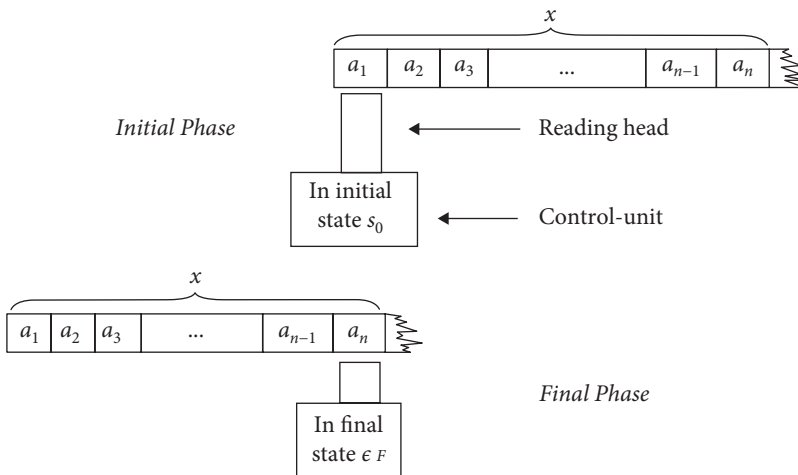 x
a₁ a₂ a₃ ... aₙ₋₁ aₙ
Initial Phase
Reading head
In initial
state s₀
Control-unit
x
a₁ a₂ a₃ ... aₙ₋₁ aₙ
Final Phase
In final
state ϵ F